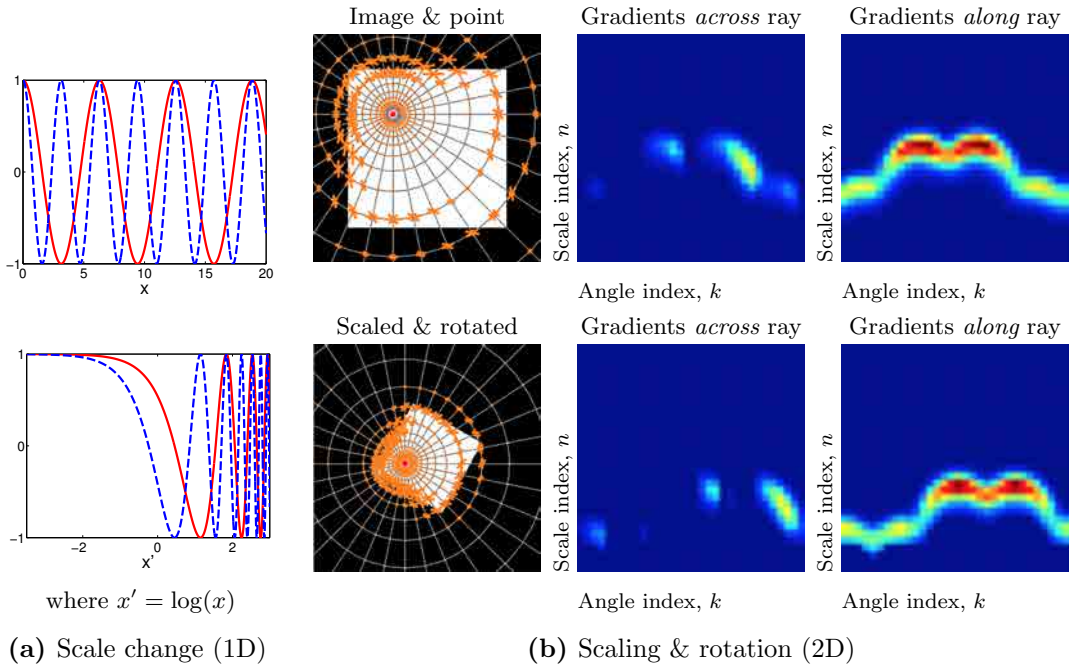 Image & point
Gradients across ray
Gradients along ray
1
0
−1
0
5
10
15
20
x
Scale index, n
Scale index, n
Angle index, k
Angle index, k
Scaled & rotated
Gradients across ray
Gradients along ray
1
0
−1
−2
0
2
x'
Scale index, n
Scale index, n
Angle index, k
Angle index, k
where x′ = log(x)
(a) Scale change (1D)
(b) Scaling & rotation (2D)